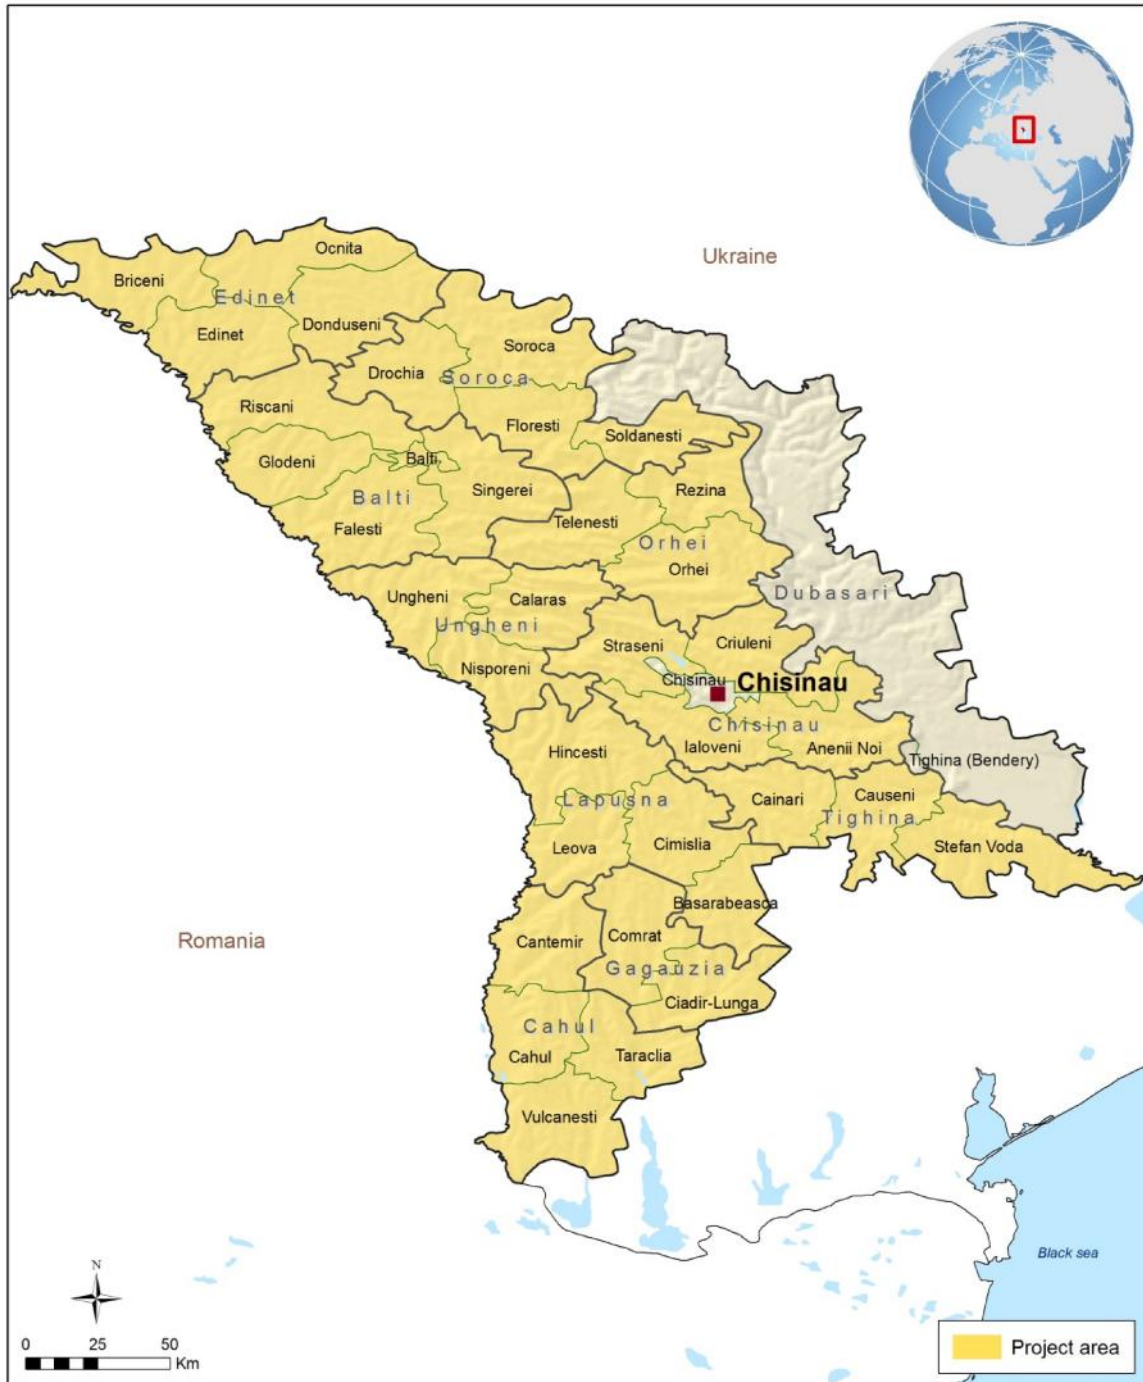 Ukraine
Ocnita
Briceni
Edinet
Donduseni
Edinet
Soroca
Drochia
Soroca
Riscani
Floresti
Soldanesti
Balti
Glodeni
Singerei
Rezina
Balti
Telenesti
Falesti
Orhei
Orhei
Dubasari
Ungheni
Calaras
Ungheni
Straseni
Criuleni
Nisporeni
Chisinau
Chisinau
Chisinau
Hincesti
Ialoveni
Anenii Noi
Tighina (Bendery)
Lapusna
Cainari
Causeni
Tighina
Leova
Cimislia
Stefan Voda
Basarabeasca
Romania
Cantemir
Comrat
Gagauzia
Ciadir-Lunga
Cahul
Cahul
Taraclia
Vulcanesti
Black sea
N
0 25 50
Km
Project area